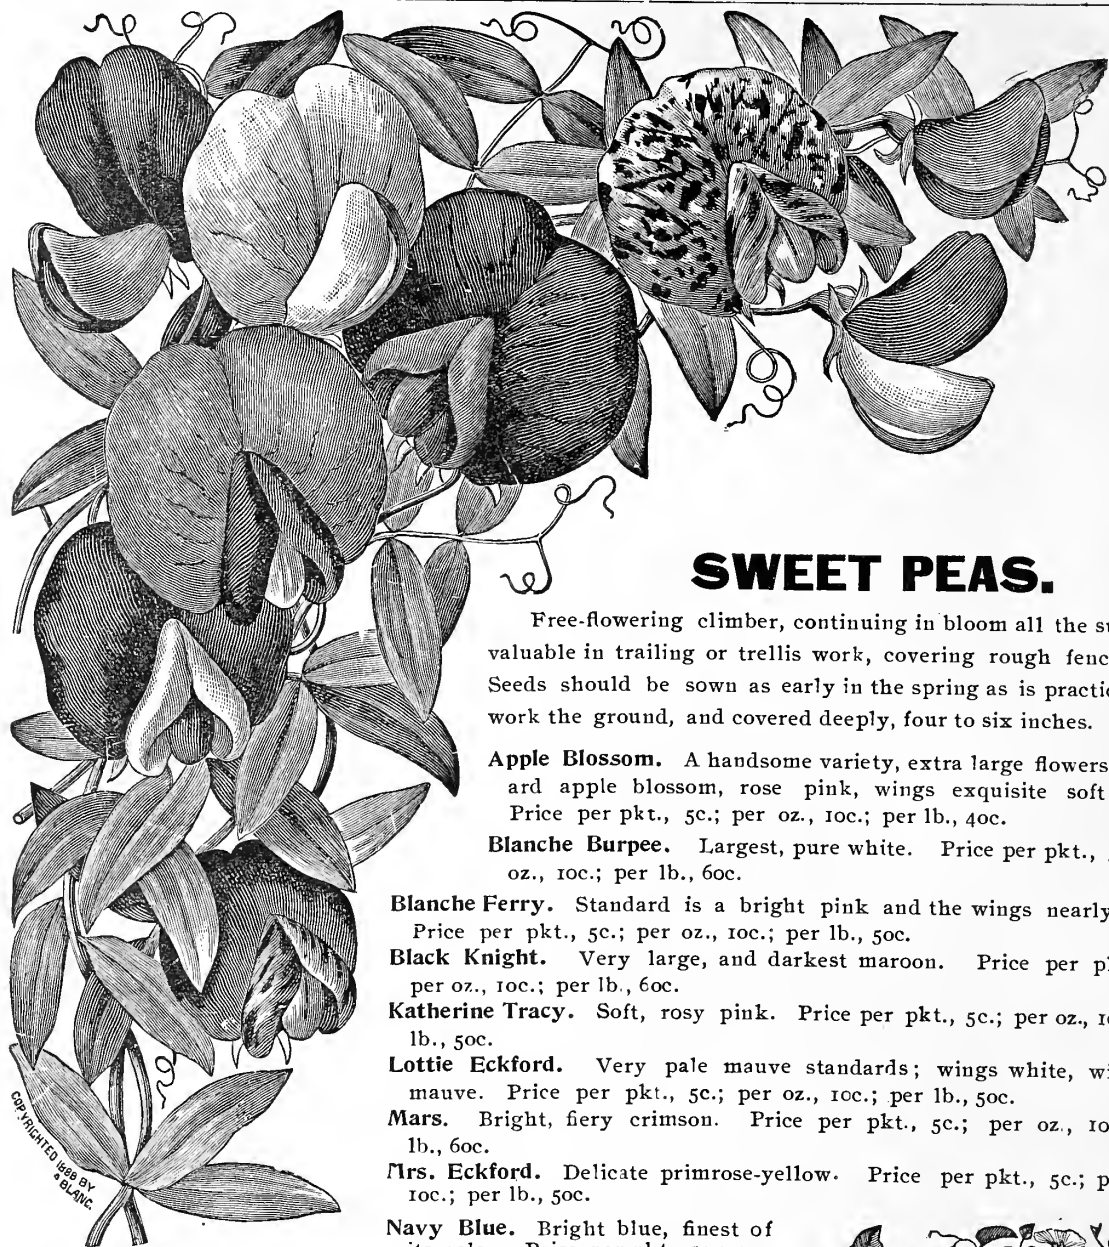 SWEET PEAS.
Free-flowering climber, continuing in bloom all the
valuable in trailing or trellis work, covering rough
Seeds should be sown as early in the spring as is
work the ground, and covered deeply, four to six inches.
Apple Blossom. A handsome variety, extra large flowers
ard apple blossom, rose pink, wings exquisite soft
Price per pkt., 5c.; per oz., 10c.; per lb., 40c.
Blanche Burpee. Largest, pure white. Price per pkt.,
oz., 10c.; per lb., 60c.
Blanche Ferry. Standard is a bright pink and the wings nearly
Price per pkt., 5c.; per oz., 10c.; per lb., 50c.
Black Knight. Very large, and darkest maroon. Price per
per oz., 10c.; per lb., 60c.
Katherine Tracy. Soft, rosy pink. Price per pkt., 5c.; per oz.,
lb., 50c.
Lottie Eckford. Very pale mauve standards; wings white,
mauve. Price per pkt., 5c.; per oz., 10c.; per lb., 50c.
Mars. Bright, fiery crimson. Price per pkt., 5c.; per oz.,
lb., 60c.
Mrs. Eckford. Delicate primrose-yellow. Price per pkt., 5c.;
10c.; per lb., 50c.
Navy Blue. Bright blue, finest of
COPYRIGHTED 1888 BY
A BLANC.